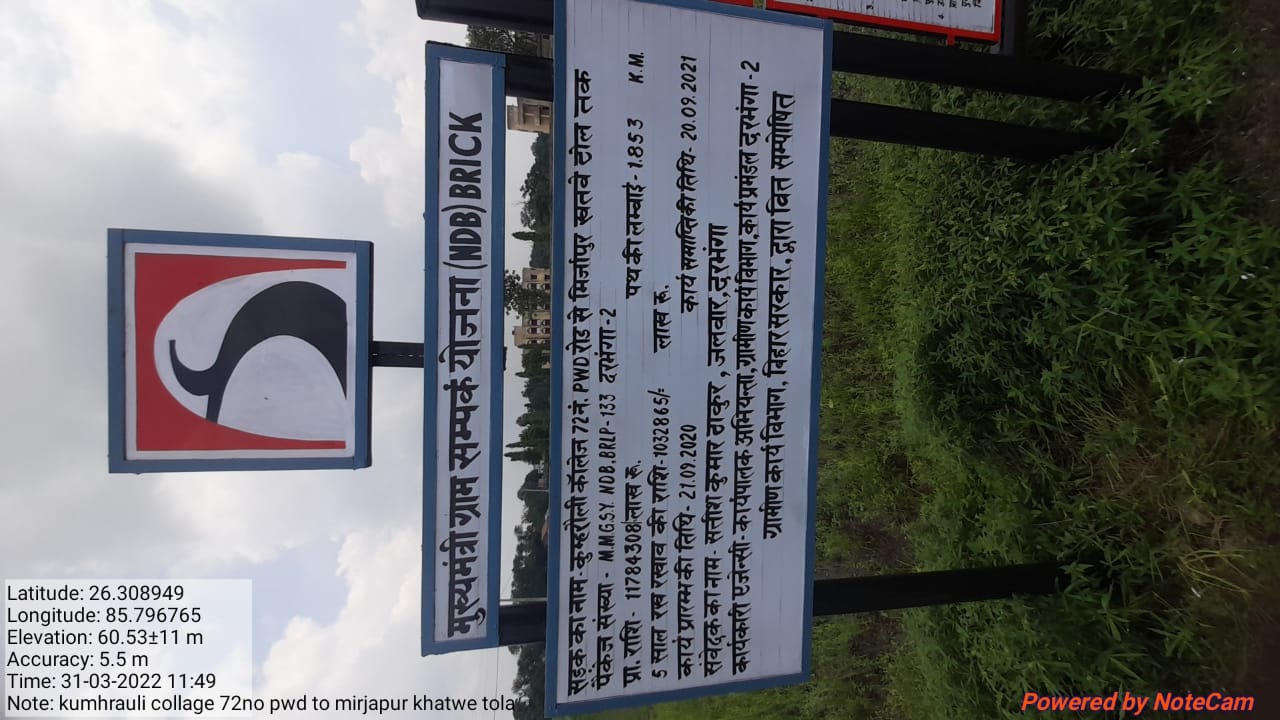 मुख्यमंत्री ग्राम सम्पर्क योजना (NDB) BRICK
सड़क का नाम - कुम्हरौली कॉलेज 72 नं. PWD रोड से मिर्जापुर खतवे टोल तक
पैकेज संख्या - M.M.G.S.Y. NDB.BRLP-133 दरभंगा-2
प्रा. राशि - 11784308 लाख रू. पथ की लम्बाई - 1.853 K.M.
5 साल रख रखाव की राशि - 1032865/= लाख रू.
कार्य प्रारम्भ की तिथि - 21.09.2020 कार्य समाप्ति की तिथि - 20.09.2021
संवेदक का नाम - सतीश कुमार ठाकुर, जलवार, दरभंगा
कार्यकारी एजेन्सी - कार्यपालक अभियन्ता, ग्रामीण कार्य विभाग, कार्य प्रमंडल दरभंगा-2
ग्रामीण कार्य विभाग, बिहार सरकार, द्वारा वित सम्पोषित
Latitude: 26.308949
Longitude: 85.796765
Elevation: 60.53±11 m
Accuracy: 5.5 m
Time: 31-03-2022 11:49
Note: kumhrauli collage 72no pwd to mirjapur khatwe tola
Powered by NoteCam